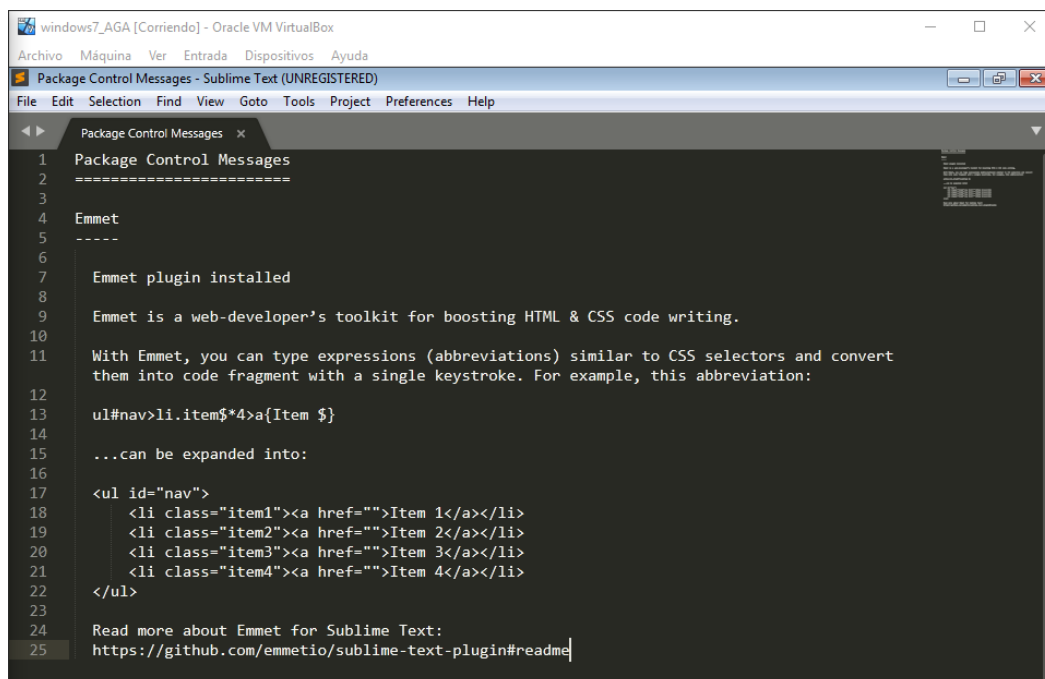 windows7_AGA [Corriendo] - Oracle VM VirtualBox
Archivo Máquina Ver Entrada Dispositivos Ayuda
Package Control Messages - Sublime Text (UNREGISTERED)
File Edit Selection Find View Goto Tools Project Preferences Help
Package Control Messages ×
1 Package Control Messages
2 ========================
3
4 Emmet
5 -----
6
7 Emmet plugin installed
8
9 Emmet is a web-developer’s toolkit for boosting HTML & CSS code writing.
10
11 With Emmet, you can type expressions (abbreviations) similar to CSS selectors and convert
them into code fragment with a single keystroke. For example, this abbreviation:
12
13 ul#nav>li.item$*4>a{Item $}
14
15 ...can be expanded into:
16
17 <ul id="nav">
18 <li class="item1"><a href="">Item 1</a></li>
19 <li class="item2"><a href="">Item 2</a></li>
20 <li class="item3"><a href="">Item 3</a></li>
21 <li class="item4"><a href="">Item 4</a></li>
22 </ul>
23
24 Read more about Emmet for Sublime Text:
25 https://github.com/emmetio/sublime-text-plugin#readme